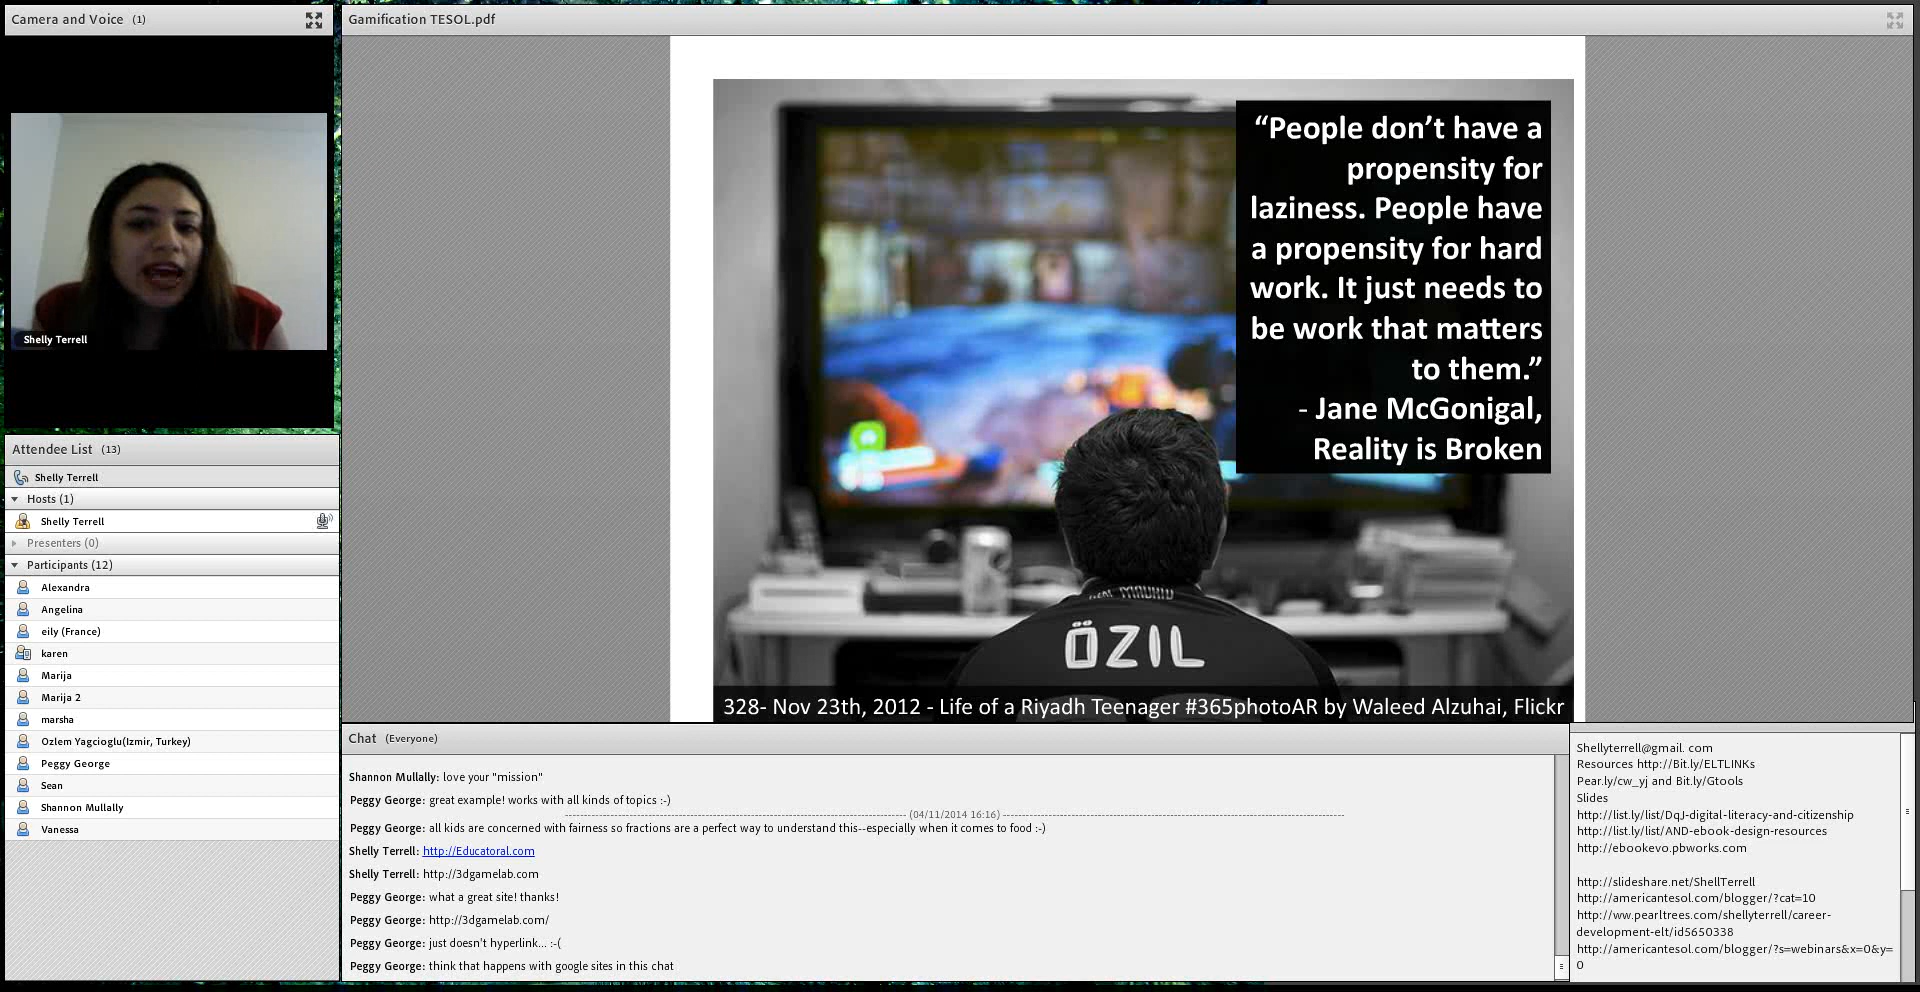 Camera and Voice (1)
Shelly Terrell
Attendee List (13)
Shelly Terrell
Hosts (1)
Shelly Terrell
Presenters (0)
Participants (12)
Alexandra
Angelina
eily (France)
karen
Marija
Marija 2
marsha
Ozlem Yagcioglu(Izmir, Turkey)
Peggy George
Sean
Shannon Mullally
Vanessa
Gamification TESOL.pdf
“People don’t have a
propensity for
laziness. People have
a propensity for hard
work. It just needs to
be work that matters
to them.”
- Jane McGonigal,
Reality is Broken
REAL MADRID
ÖZIL
328- Nov 23th, 2012 - Life of a Riyadh Teenager #365photoAR by Waleed Alzuhai, Flickr
Chat (Everyone)
Shannon Mullally: love your "mission"
Peggy George: great example! works with all kinds of topics :-)
(04/11/2014 16:16)
Peggy George: all kids are concerned with fairness so fractions are a perfect way to understand this--especially when it comes to food :-)
Shelly Terrell: http://Educatoral.com
Shelly Terrell: http://3dgamelab.com
Peggy George: what a great site! thanks!
Peggy George: http://3dgamelab.com/
Peggy George: just doesn't hyperlink... :-(
Peggy George: think that happens with google sites in this chat
Shellyterrell@gmail. com
Resources http://Bit.ly/ELTLINKs
Pear.ly/cw_yj and Bit.ly/Gtools
Slides
http://list.ly/list/DqJ-digital-literacy-and-citizenship
http://list.ly/list/AND-ebook-design-resources
http://ebookevo.pbworks.com
http://slideshare.net/ShellTerrell
http://americantesol.com/blogger/?cat=10
http://ww.pearltrees.com/shellyterrell/career-
development-elt/id5650338
http://americantesol.com/blogger/?s=webinars&x=0&y=
0